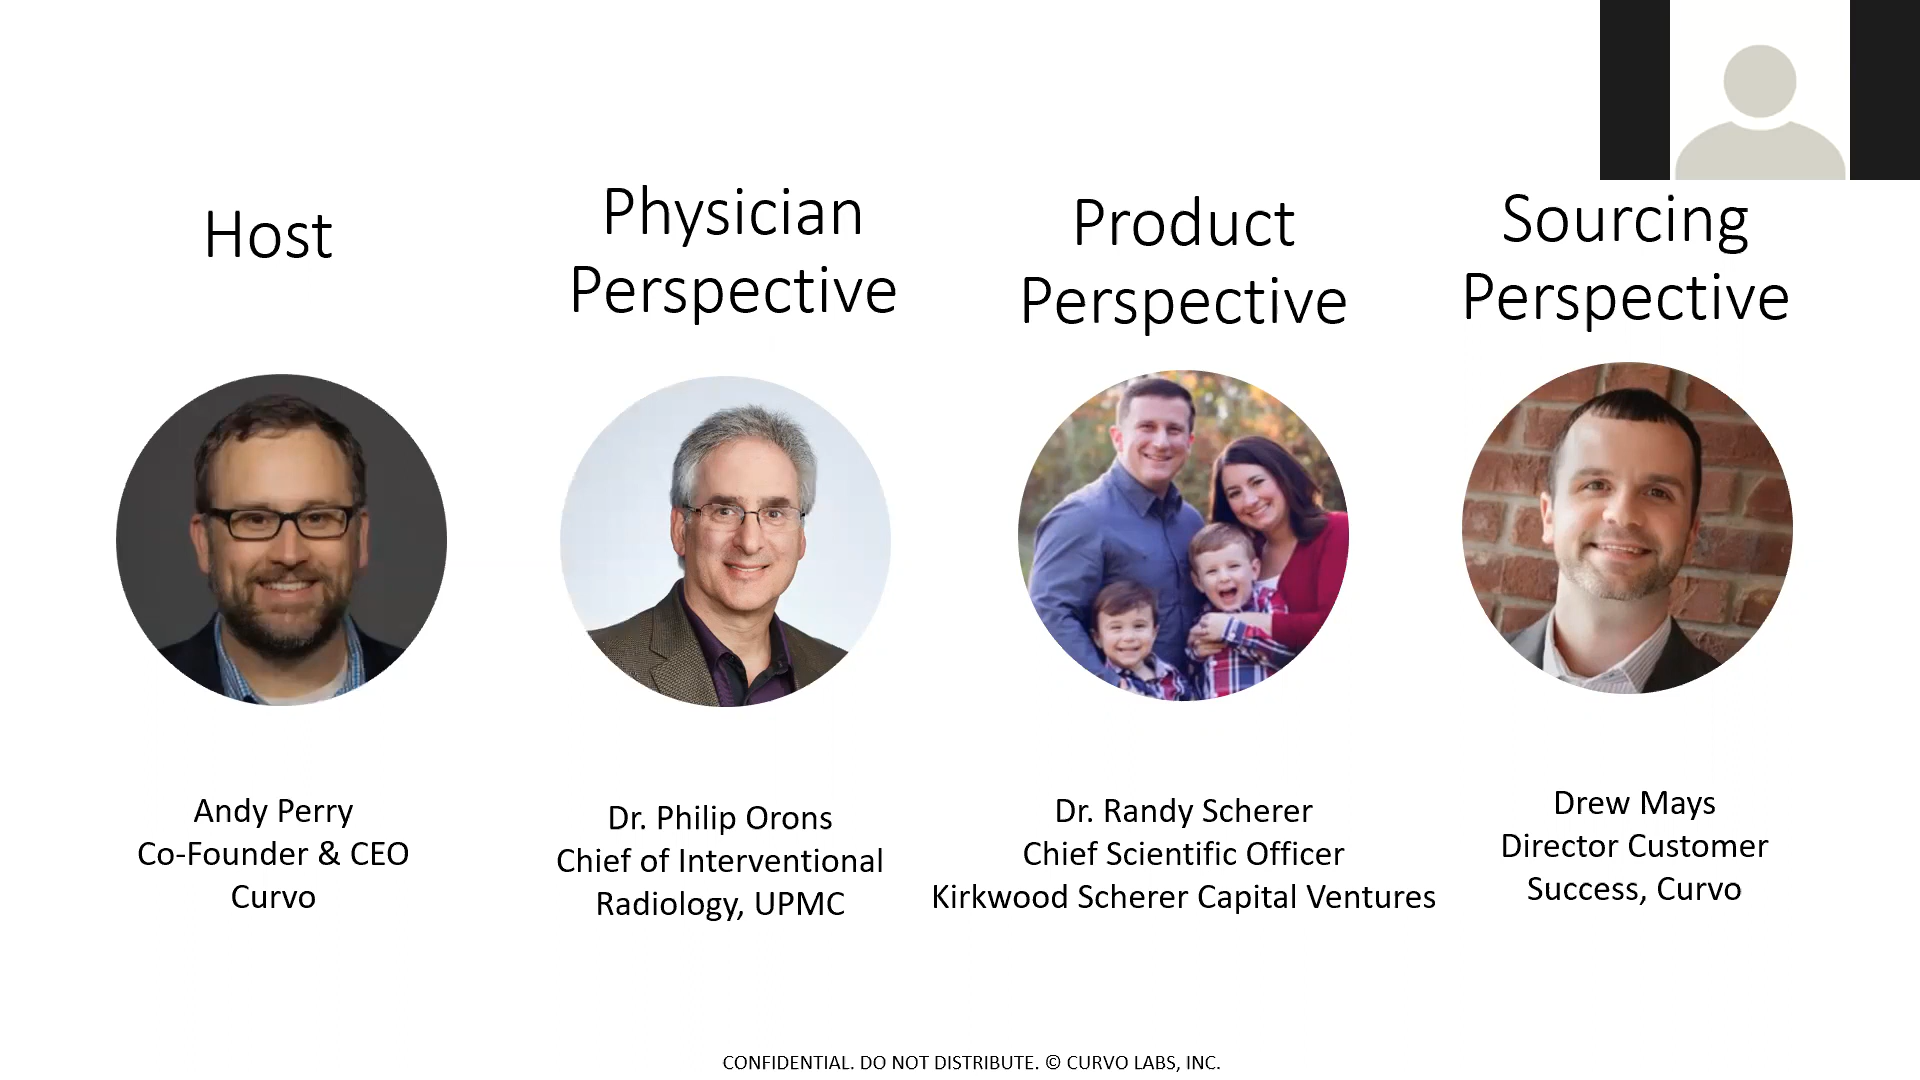 Host
Physician
Perspective
Product
Perspective
Sourcing
Perspective
Andy Perry
Co-Founder & CEO
Curvo
Dr. Philip Orons
Chief of Interventional
Radiology, UPMC
Dr. Randy Scherer
Chief Scientific Officer
Kirkwood Scherer Capital Ventures
Drew Mays
Director Customer
Success, Curvo
CONFIDENTIAL. DO NOT DISTRIBUTE. © CURVO LABS, INC.